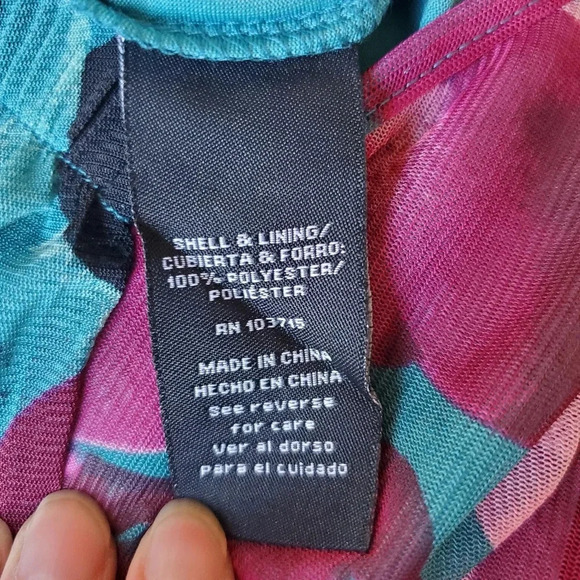 SHELL & LINING/
CUBIERTA & FORRO:
100% POLYESTER/
POLIÉSTER
RN 103715
MADE IN CHINA
HECHO EN CHINA
See reverse
for care
Ver al dorso
para el cuidado